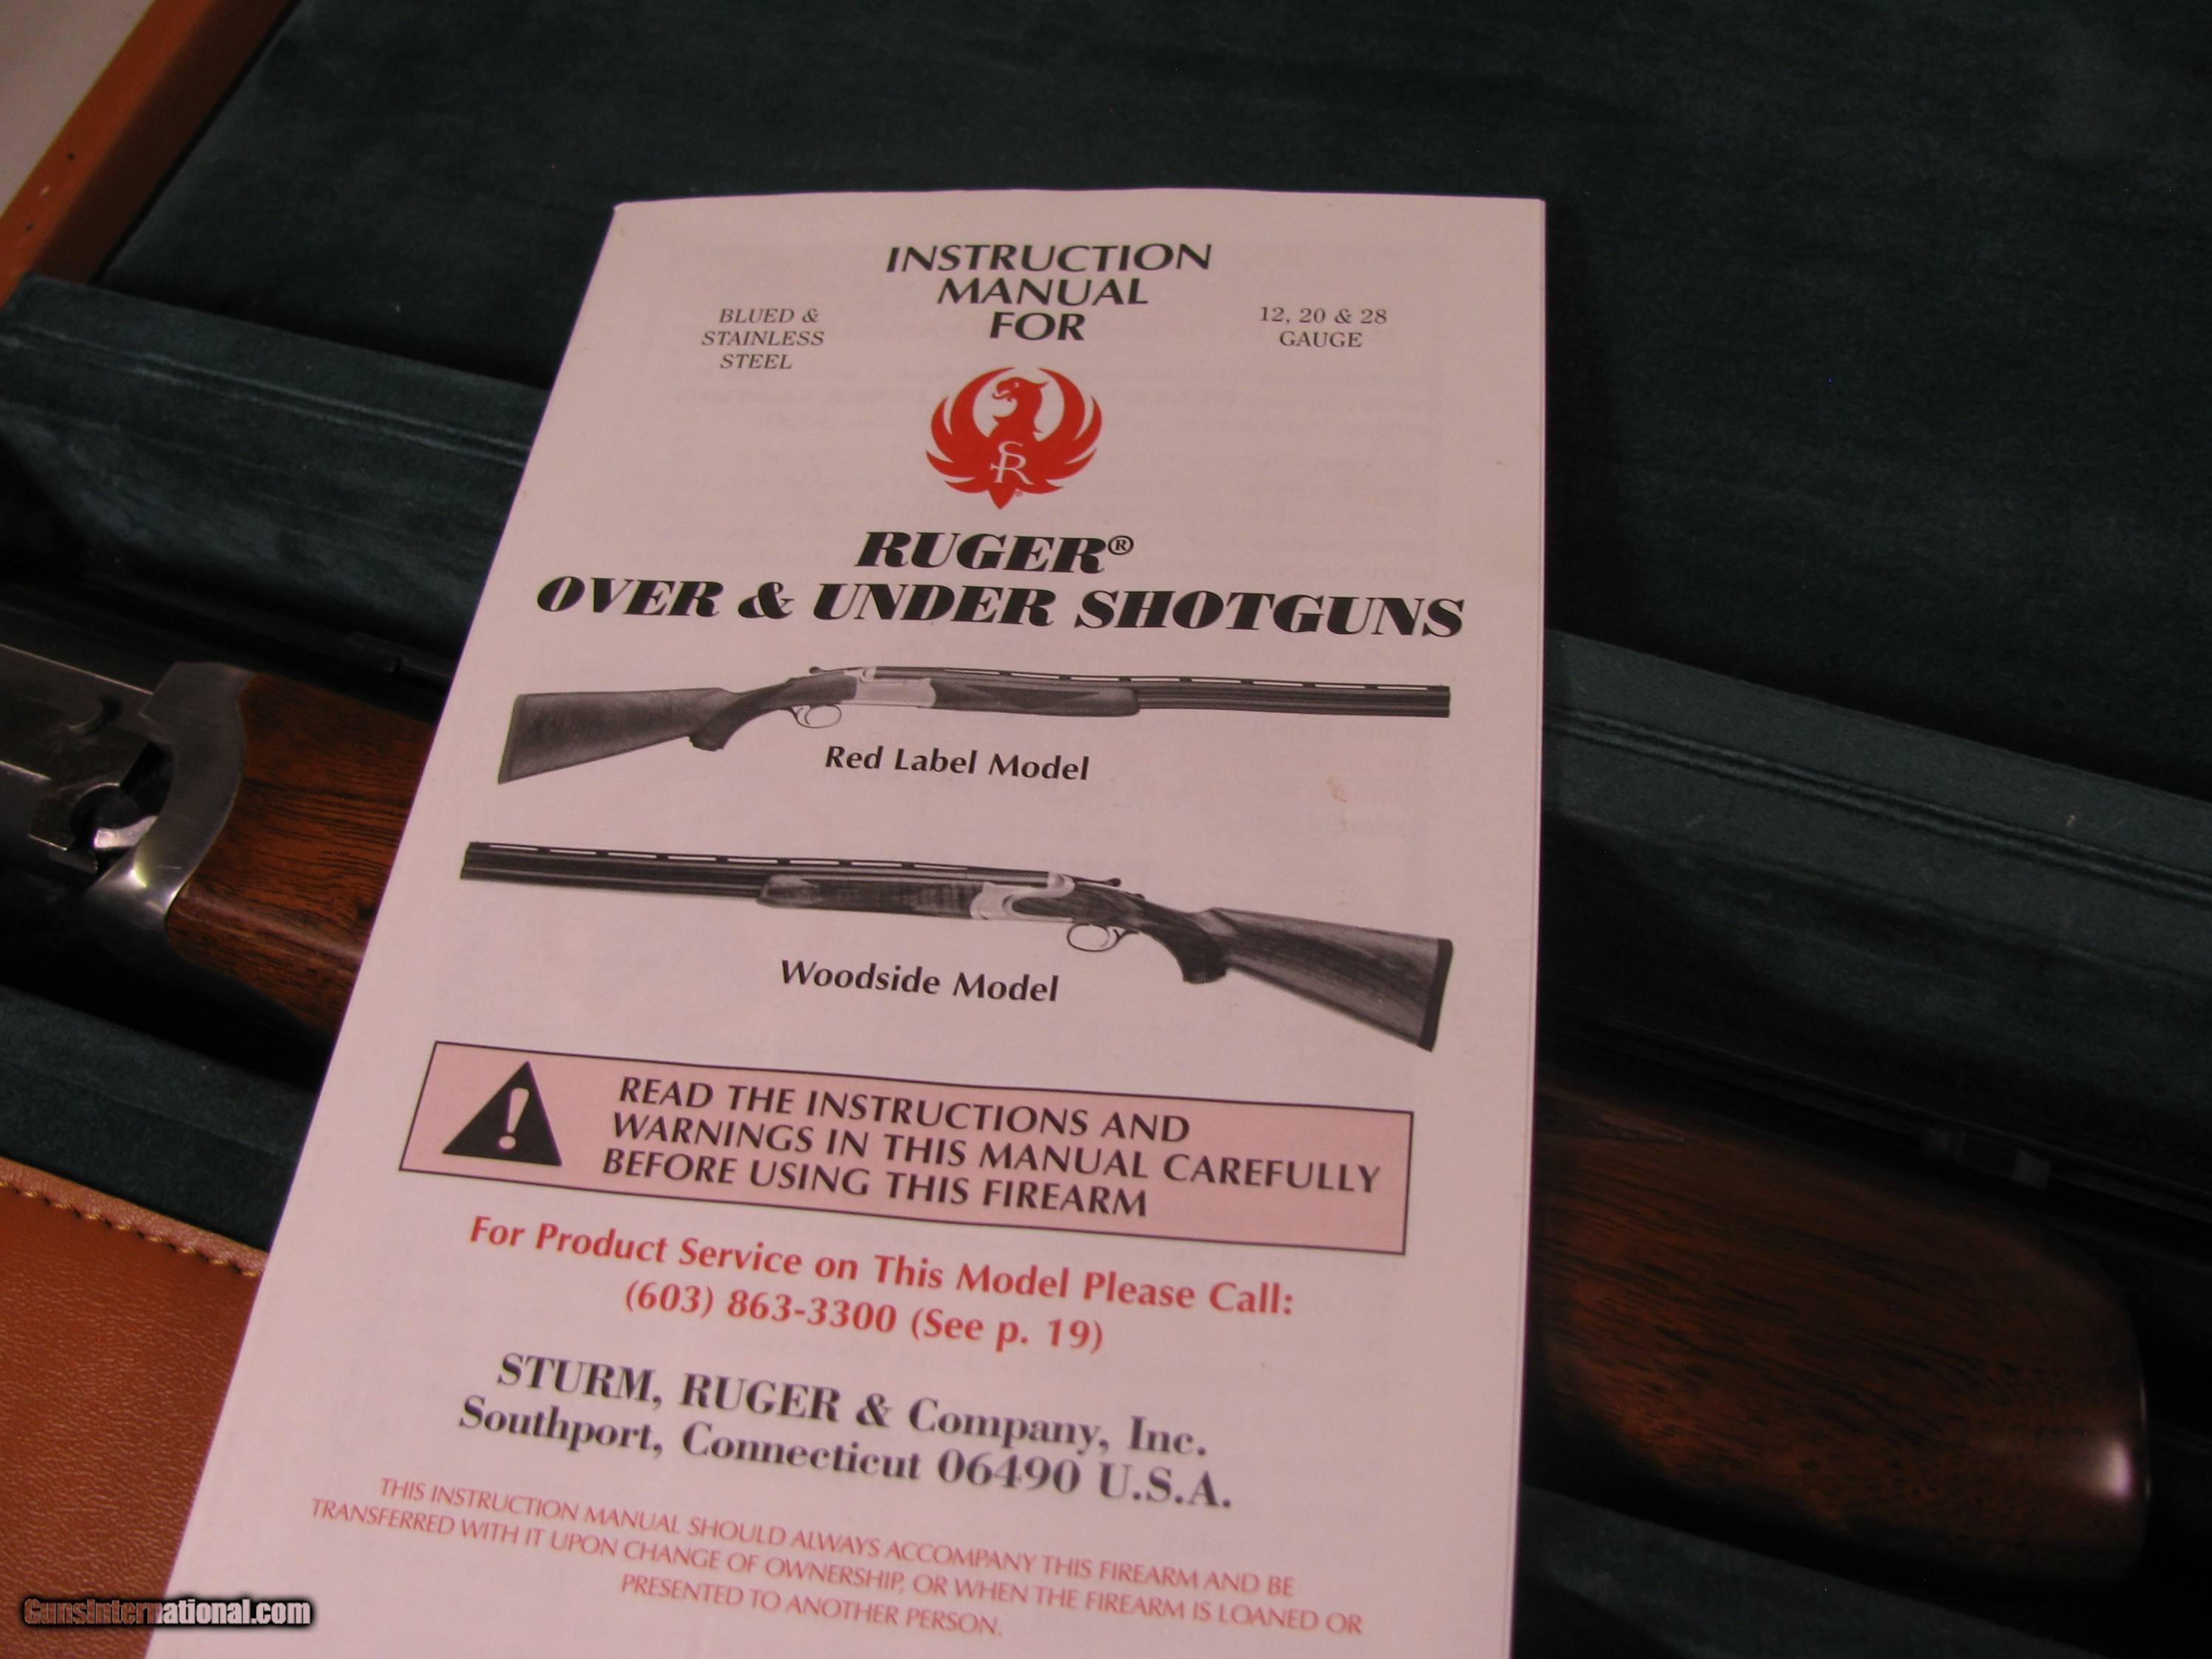 INSTRUCTION
MANUAL
FOR
BLUED &
STAINLESS
STEEL
12, 20 & 28
GAUGE
SR
RUGER®
OVER & UNDER SHOTGUNS
Red Label Model
Woodside Model
! READ THE INSTRUCTIONS AND
WARNINGS IN THIS MANUAL CAREFULLY
BEFORE USING THIS FIREARM
For Product Service on This Model Please Call:
(603) 863-3300 (See p. 19)
STURM, RUGER & Company, Inc.
Southport, Connecticut 06490 U.S.A.
THIS INSTRUCTION MANUAL SHOULD ALWAYS ACCOMPANY THIS FIREARM AND BE
TRANSFERRED WITH IT UPON CHANGE OF OWNERSHIP, OR WHEN THE FIREARM IS LOANED OR
PRESENTED TO ANOTHER PERSON.
GunsInternational.com